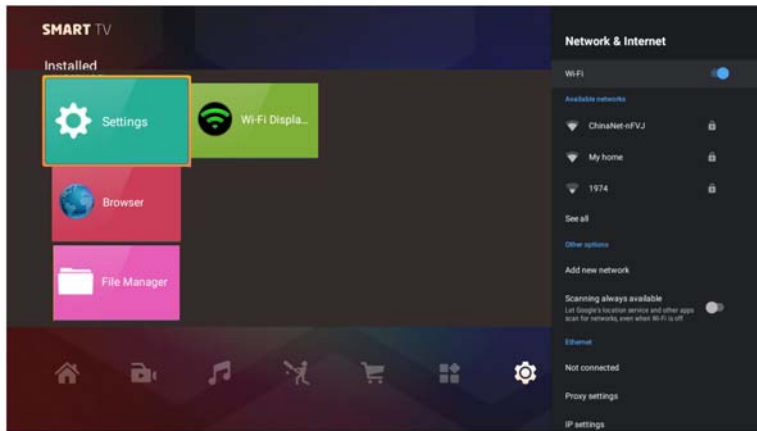 SMART TV
Installed
Settings
Wi-Fi Displa...
Browser
File Manager
Network & Internet
Wi-Fi
Available networks
ChinaNet-nFVJ
My home
1974
See all
Other options
Add new network
Scanning always available
Let Google's location service and other apps
scan for networks, even when Wi-Fi is off
Ethernet
Not connected
Proxy settings
IP settings